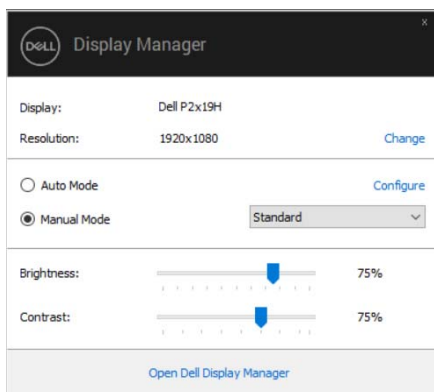 x
DELL Display Manager
Display: Dell P2x19H
Resolution: 1920x1080 Change
Auto Mode Configure
Manual Mode Standard
Brightness: 75%
Contrast: 75%
Open Dell Display Manager